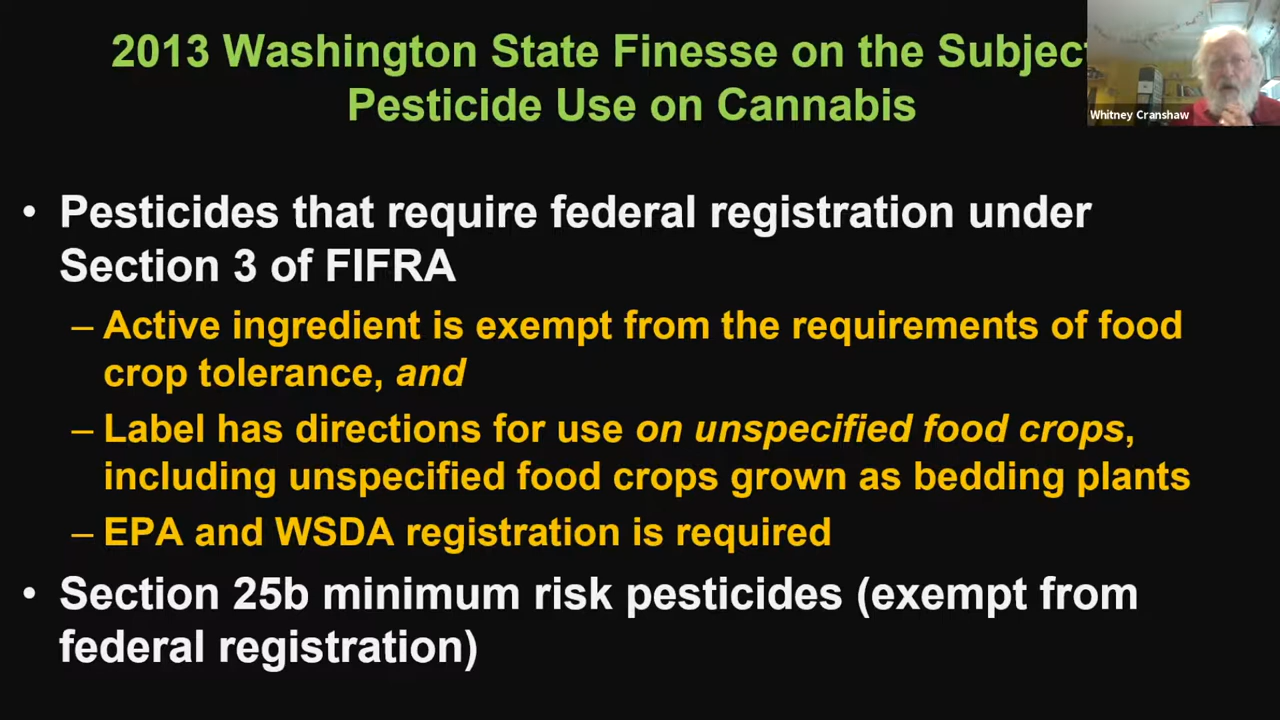 2013 Washington State Finesse on the Subject
Pesticide Use on Cannabis
Whitney Cranshaw
• Pesticides that require federal registration under
Section 3 of FIFRA
– Active ingredient is exempt from the requirements of food
crop tolerance, and
– Label has directions for use on unspecified food crops,
including unspecified food crops grown as bedding plants
– EPA and WSDA registration is required
• Section 25b minimum risk pesticides (exempt from
federal registration)